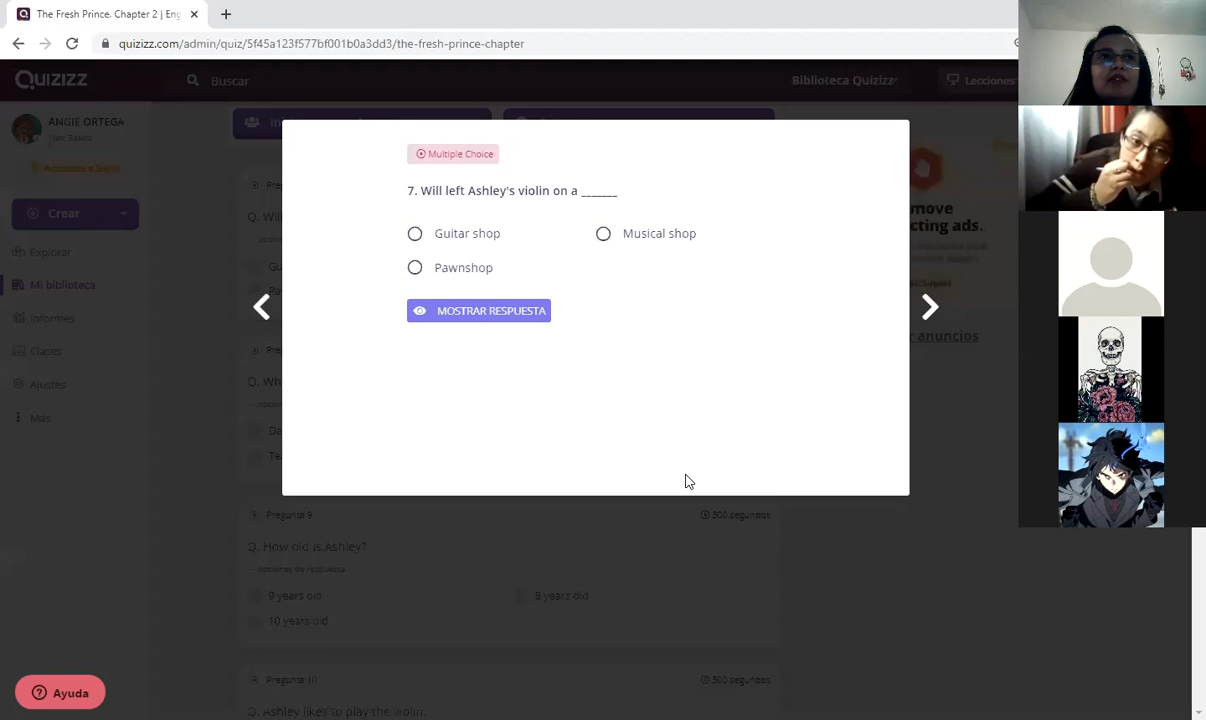 The Fresh Prince. Chapter 2 | Eng
quizizz.com/admin/quiz/5f45a123f577bf001b0a3dd3/the-fresh-prince-chapter
QUIZIZZ
Buscar
Biblioteca Quizizz
Lecciones
ANGIE ORTEGA
Crear
Explorar
Mi biblioteca
Informes
Clases
Ajustes
Más
Multiple Choice
7. Will left Ashley's violin on a _______
Guitar shop
Musical shop
Pawnshop
MOSTRAR RESPUESTA
move
cting ads.
r anuncios
Pregunta 9
300 segundos
Q. How old is Ashley?
opciones de respuesta
9 years old
8 years old
10 years old
Pregunta 10
300 segundos
Q. Ashley likes to play the violin.
Ayuda